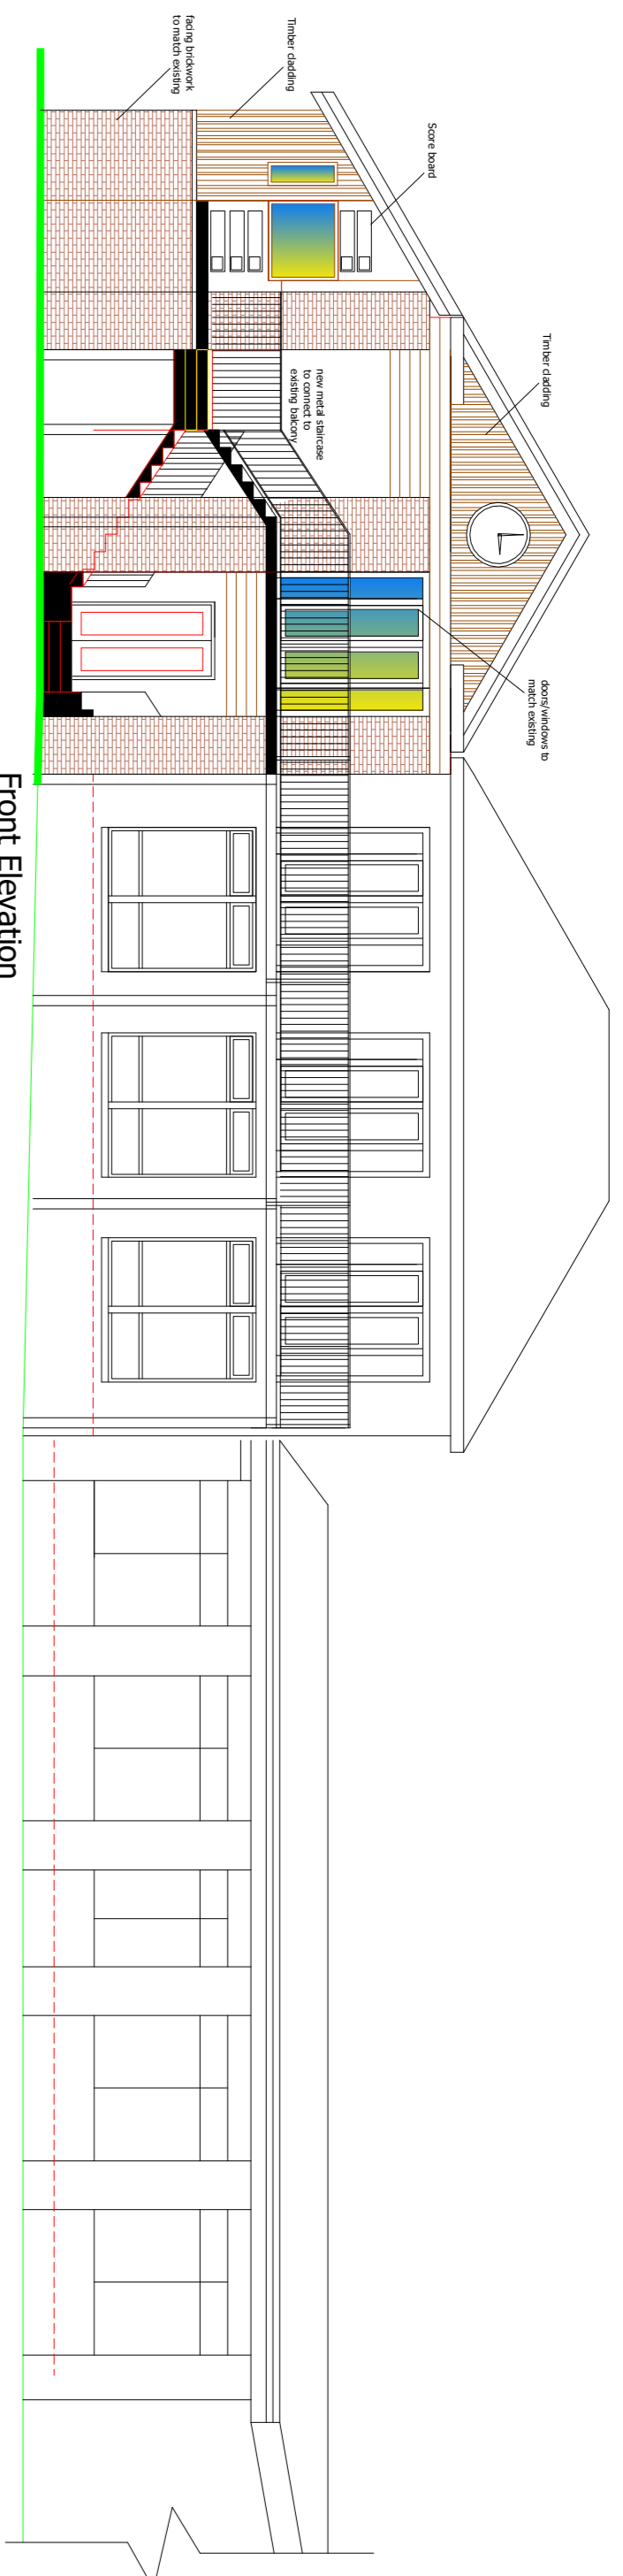 Timber cladding
Score board
Timber cladding
doors/windows to
match existing
new metal staircase
to connect to
existing balcony
facing brickwork
to match existing
Front Elevation